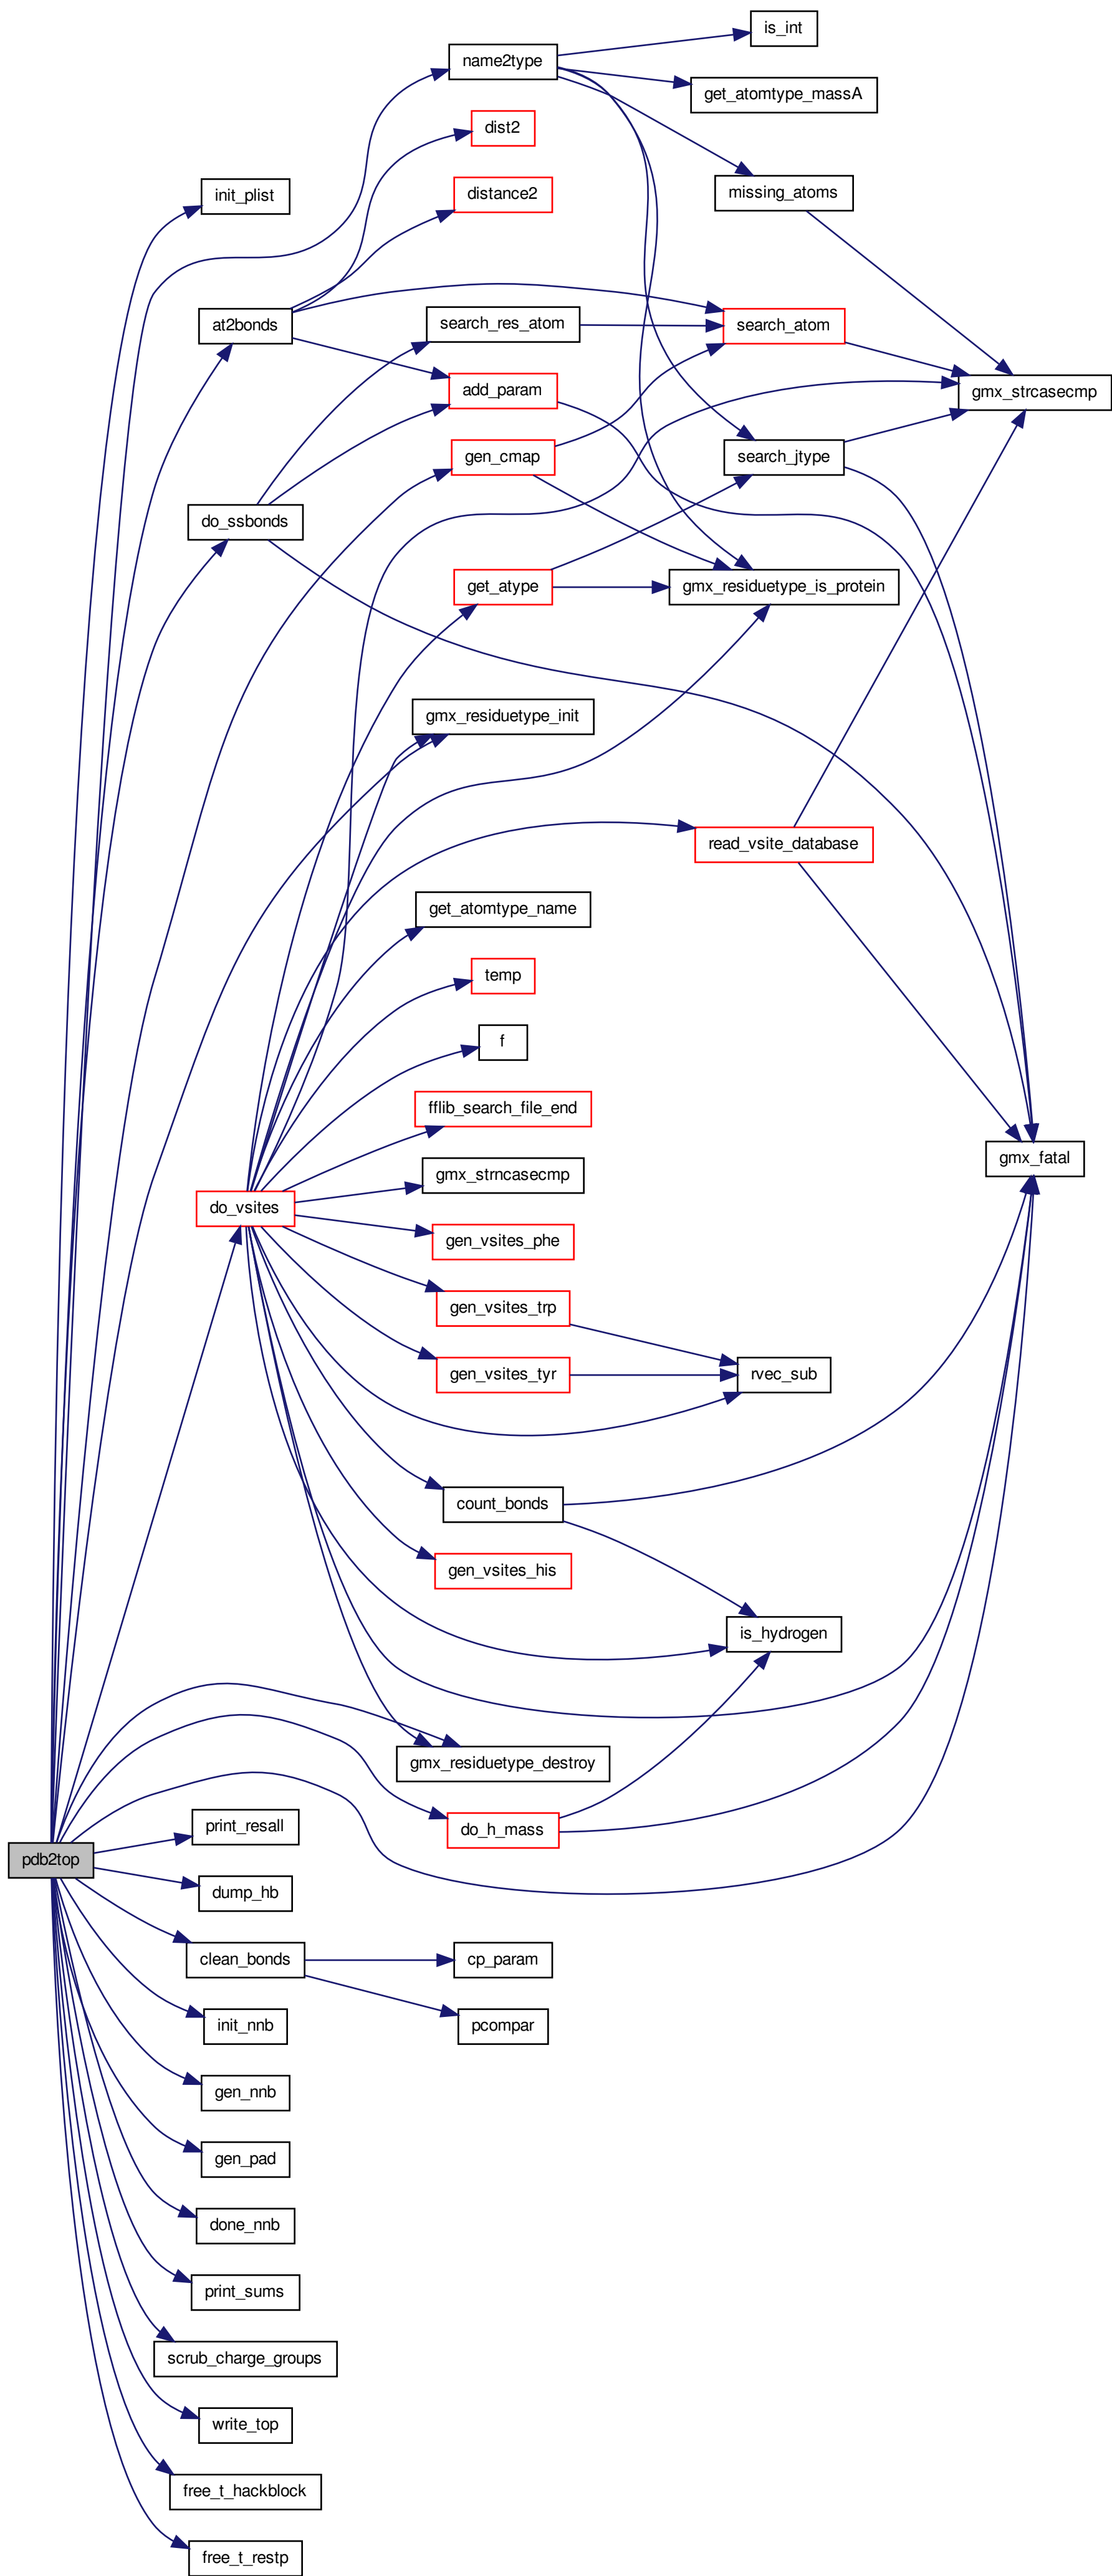 is_int
name2type
get_atomtype_massA
dist2
missing_atoms
init_plist
distance2
at2bonds
search_res_atom
search_atom
add_param
gmx_strcasecmp
gen_cmap
search_jtype
do_ssbonds
get_atype
gmx_residuetype_is_protein
gmx_residuetype_init
read_vsite_database
get_atomtype_name
temp
f
fflib_search_file_end
gmx_fatal
gmx_strncasecmp
do_vsites
gen_vsites_phe
gen_vsites_trp
gen_vsites_tyr
rvec_sub
count_bonds
gen_vsites_his
is_hydrogen
gmx_residuetype_destroy
print_resall
do_h_mass
pdb2top
dump_hb
clean_bonds
cp_param
init_nnb
pcompar
gen_nnb
gen_pad
done_nnb
print_sums
scrub_charge_groups
write_top
free_t_hackblock
free_t_restp